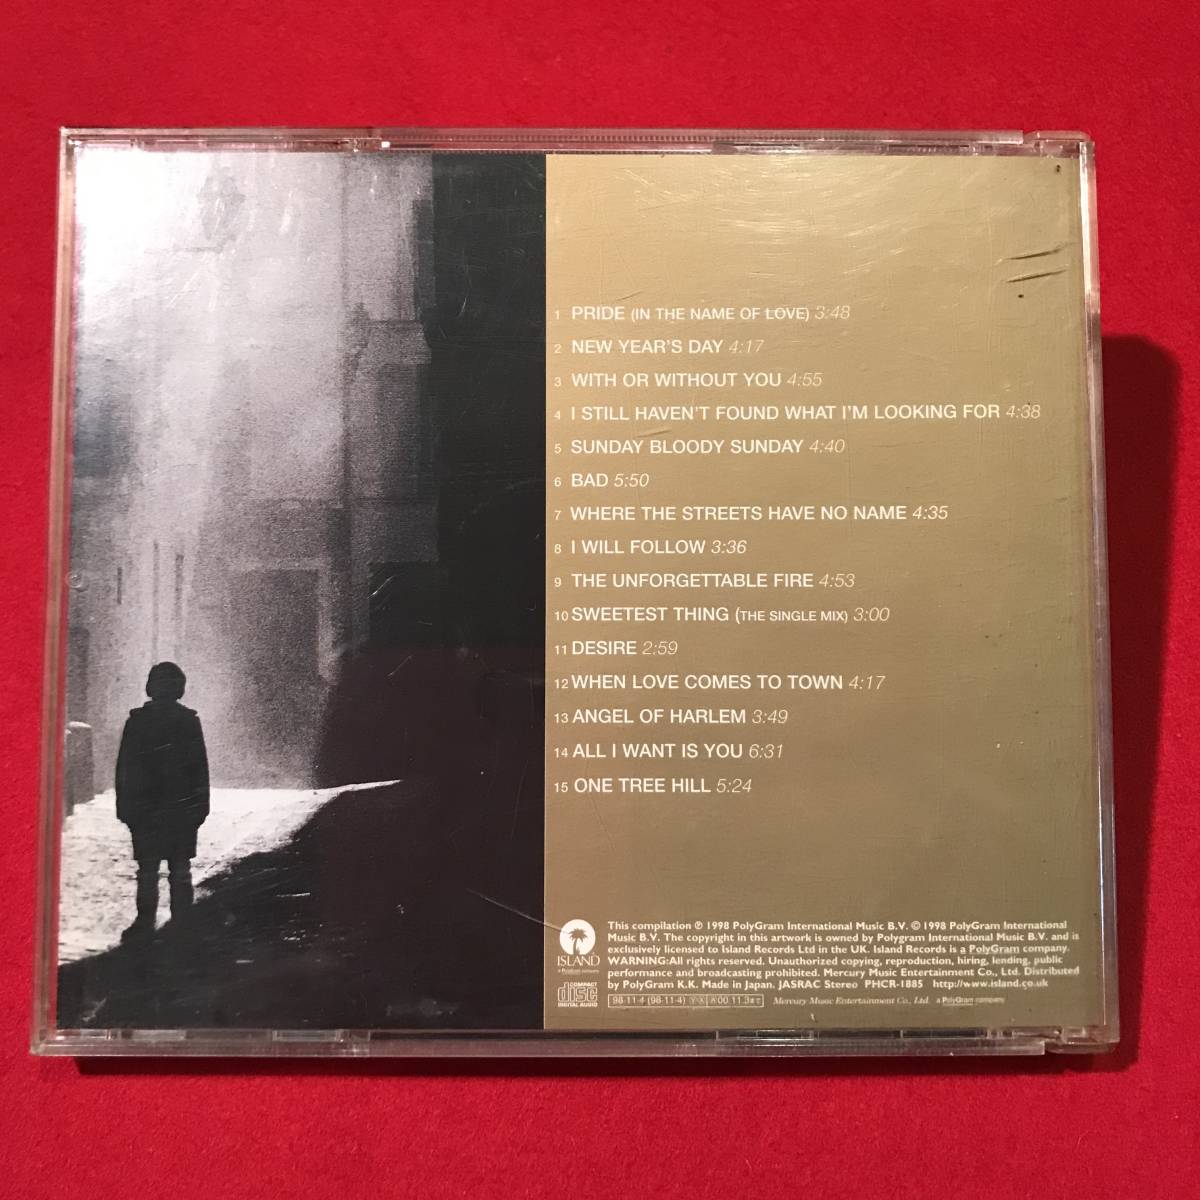 1 PRIDE (IN THE NAME OF LOVE) 3:48
2 NEW YEAR'S DAY 4:17
3 WITH OR WITHOUT YOU 4:55
4 I STILL HAVEN'T FOUND WHAT I'M LOOKING FOR 4:38
5 SUNDAY BLOODY SUNDAY 4:40
6 BAD 5:50
7 WHERE THE STREETS HAVE NO NAME 4:35
8 I WILL FOLLOW 3:36
9 THE UNFORGETTABLE FIRE 4:53
10 SWEETEST THING (THE SINGLE MIX) 3:00
11 DESIRE 2:59
12 WHEN LOVE COMES TO TOWN 4:17
13 ANGEL OF HARLEM 3:49
14 ALL I WANT IS YOU 6:31
15 ONE TREE HILL 5:24
ISLAND
a PolyGram company
This compilation ℗ 1998 PolyGram International Music B.V. © 1998 PolyGram International
Music B.V. The copyright in this artwork is owned by Polygram International Music B.V. and is
exclusively licensed to Island Records Ltd in the UK. Island Records is a PolyGram company.
WARNING: All rights reserved. Unauthorized copying, reproduction, hiring, lending, public
performance and broadcasting prohibited. Mercury Music Entertainment Co., Ltd. Distributed
by PolyGram K.K. Made in Japan. JASRAC Stereo PHCR-1885 http://www.island.co.uk
COMPACT
disc
DIGITAL AUDIO
98·11·4 (98·11·4) 00.11.3
Mercury Music Entertainment Co., Ltd. a PolyGram company